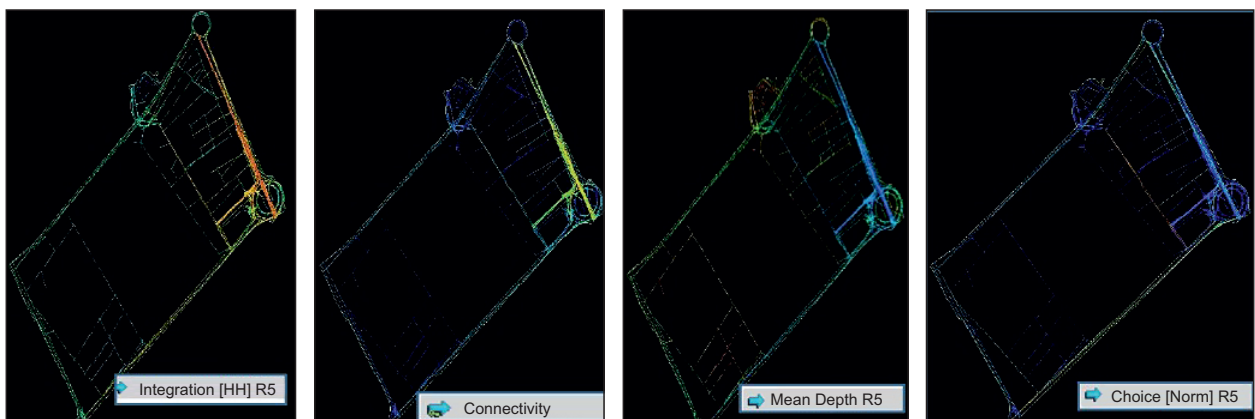 Integration [HH] R5
Connectivity
Mean Depth R5
Choice [Norm] R5